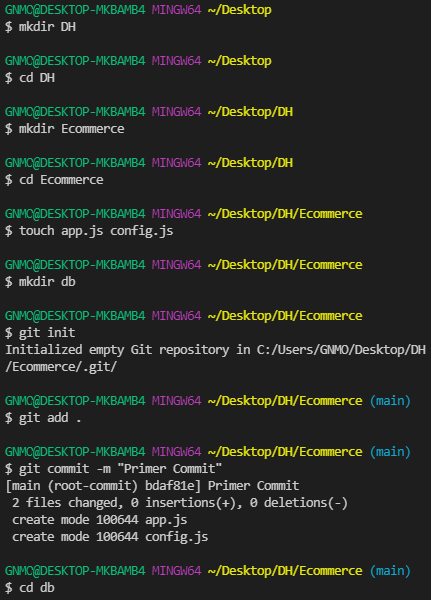 GNMO@DESKTOP-MKBAMB4 MINGW64 ~/Desktop
$ mkdir DH
GNMO@DESKTOP-MKBAMB4 MINGW64 ~/Desktop
$ cd DH
GNMO@DESKTOP-MKBAMB4 MINGW64 ~/Desktop/DH
$ mkdir Ecommerce
GNMO@DESKTOP-MKBAMB4 MINGW64 ~/Desktop/DH
$ cd Ecommerce
GNMO@DESKTOP-MKBAMB4 MINGW64 ~/Desktop/DH/Ecommerce
$ touch app.js config.js
GNMO@DESKTOP-MKBAMB4 MINGW64 ~/Desktop/DH/Ecommerce
$ mkdir db
GNMO@DESKTOP-MKBAMB4 MINGW64 ~/Desktop/DH/Ecommerce
$ git init
Initialized empty Git repository in C:/Users/GNMO/Desktop/DH
/Ecommerce/.git/
GNMO@DESKTOP-MKBAMB4 MINGW64 ~/Desktop/DH/Ecommerce (main)
$ git add .
GNMO@DESKTOP-MKBAMB4 MINGW64 ~/Desktop/DH/Ecommerce (main)
$ git commit -m "Primer Commit"
[main (root-commit) bdaf81e] Primer Commit
 2 files changed, 0 insertions(+), 0 deletions(-)
 create mode 100644 app.js
 create mode 100644 config.js
GNMO@DESKTOP-MKBAMB4 MINGW64 ~/Desktop/DH/Ecommerce (main)
$ cd db